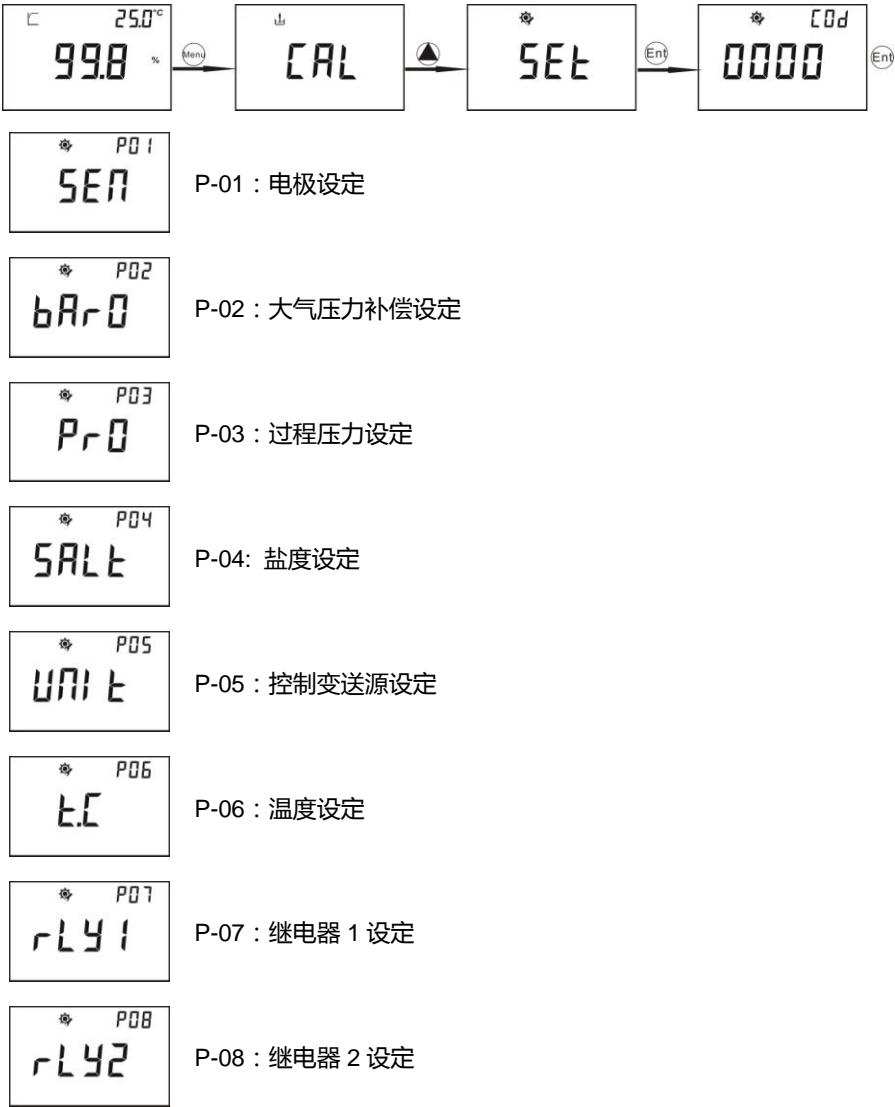 25.0°C
99.8 %
Menu
CAL
SEt
Ent
COd
0000
Ent
P01
SEN
P-01：电极设定
P02
bArO
P-02：大气压力补偿设定
P03
PrO
P-03：过程压力设定
P04
SALt
P-04: 盐度设定
P05
UNIt
P-05：控制变送源设定
P06
t.C
P-06：温度设定
P07
rLY1
P-07：继电器 1 设定
P08
rLY2
P-08：继电器 2 设定